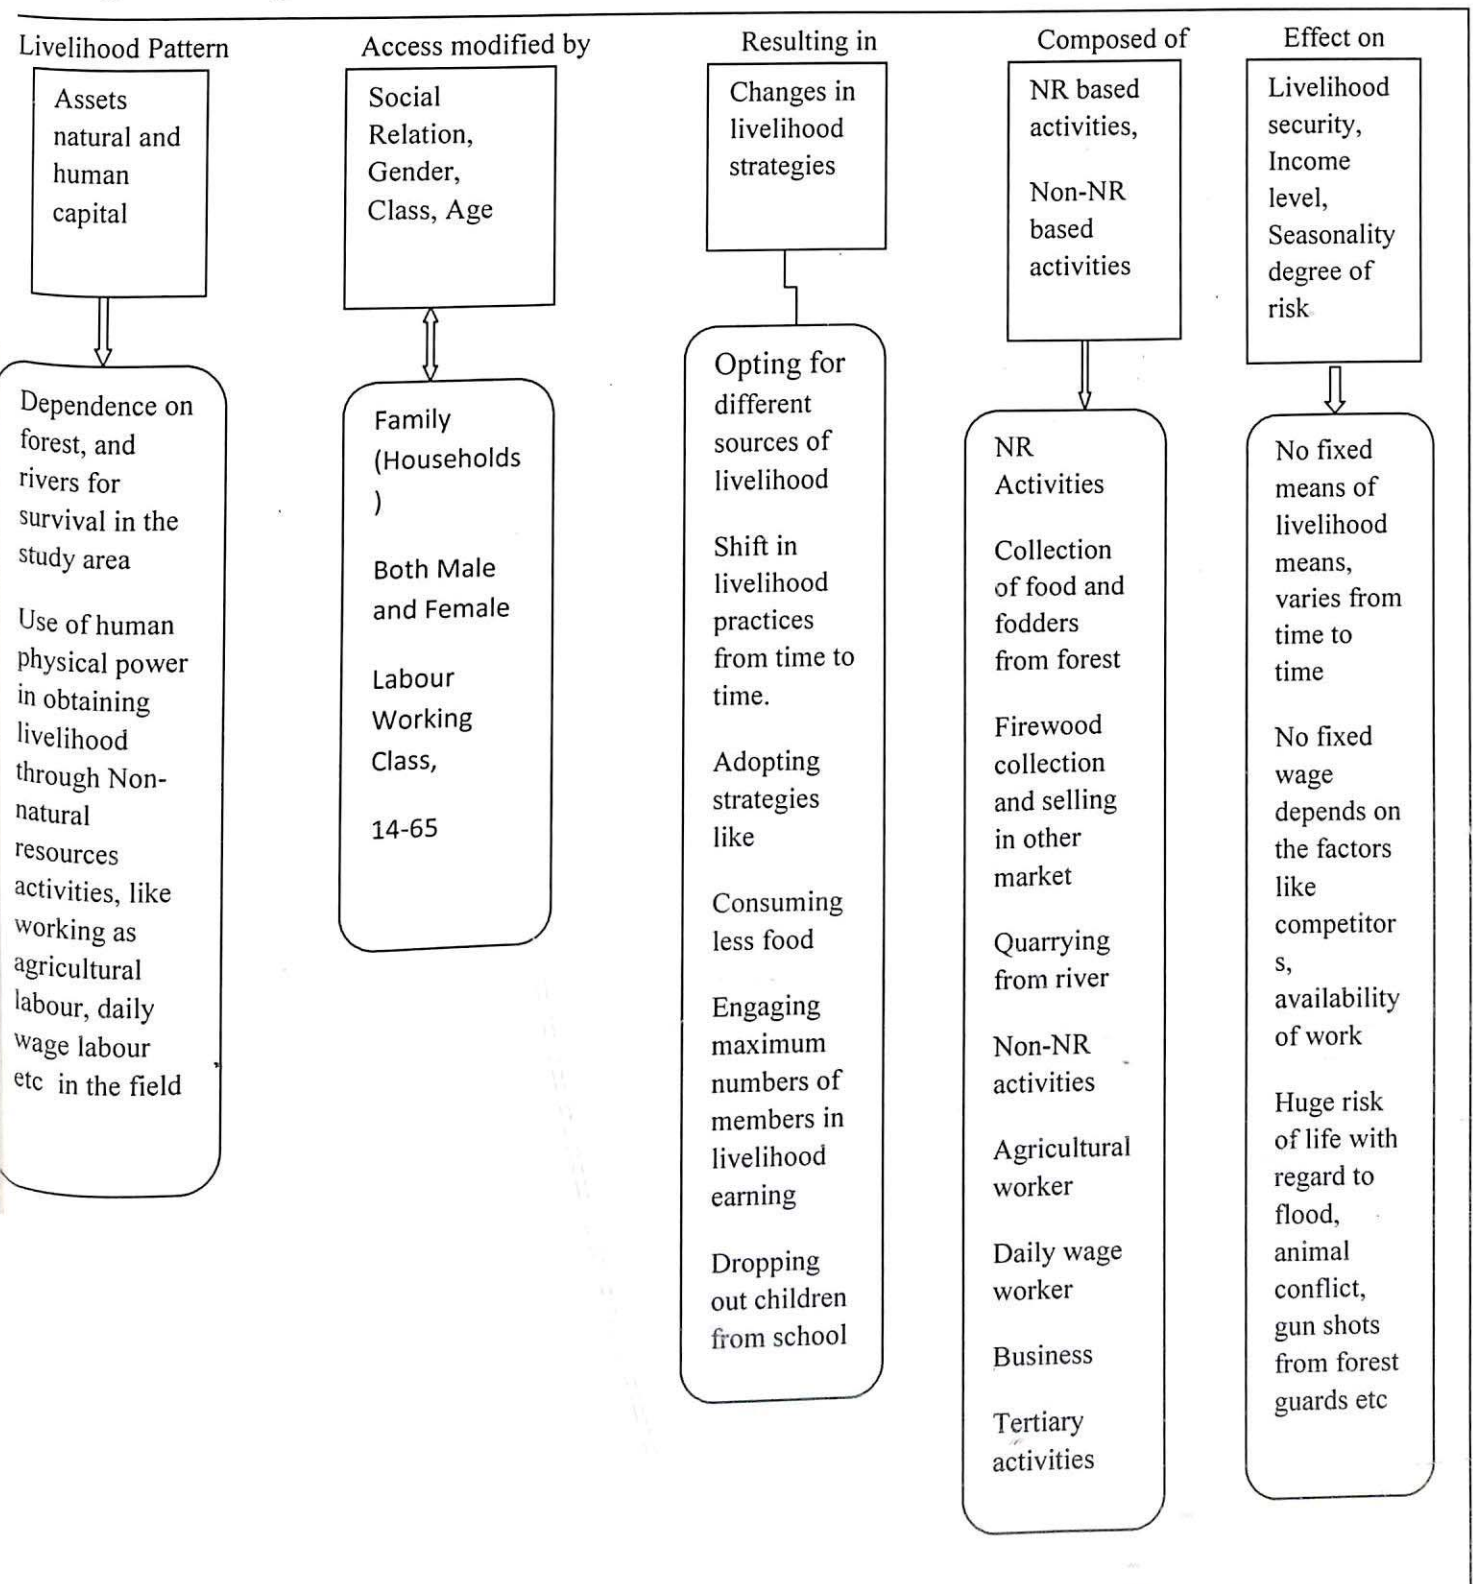 Livelihood Pattern
Assets
natural and
human
capital
Dependence on
forest, and
rivers for
survival in the
study area
Use of human
physical power
in obtaining
livelihood
through Non-
natural
resources
activities, like
working as
agricultural
labour, daily
wage labour
etc in the field
Access modified by
Social
Relation,
Gender,
Class, Age
Family
(Households
)
Both Male
and Female
Labour
Working
Class,
14-65
Resulting in
Changes in
livelihood
strategies
Opting for
different
sources of
livelihood
Shift in
livelihood
practices
from time to
time.
Adopting
strategies
like
Consuming
less food
Engaging
maximum
numbers of
members in
livelihood
earning
Dropping
out children
from school
Composed of
NR based
activities,
Non-NR
based
activities
NR
Activities
Collection
of food and
fodders
from forest
Firewood
collection
and selling
in other
market
Quarrying
from river
Non-NR
activities
Agricultural
worker
Daily wage
worker
Business
Tertiary
activities
Effect on
Livelihood
security,
Income
level,
Seasonality
degree of
risk
No fixed
means of
livelihood
means,
varies from
time to
time
No fixed
wage
depends on
the factors
like
competitor
s,
availability
of work
Huge risk
of life with
regard to
flood,
animal
conflict,
gun shots
from forest
guards etc